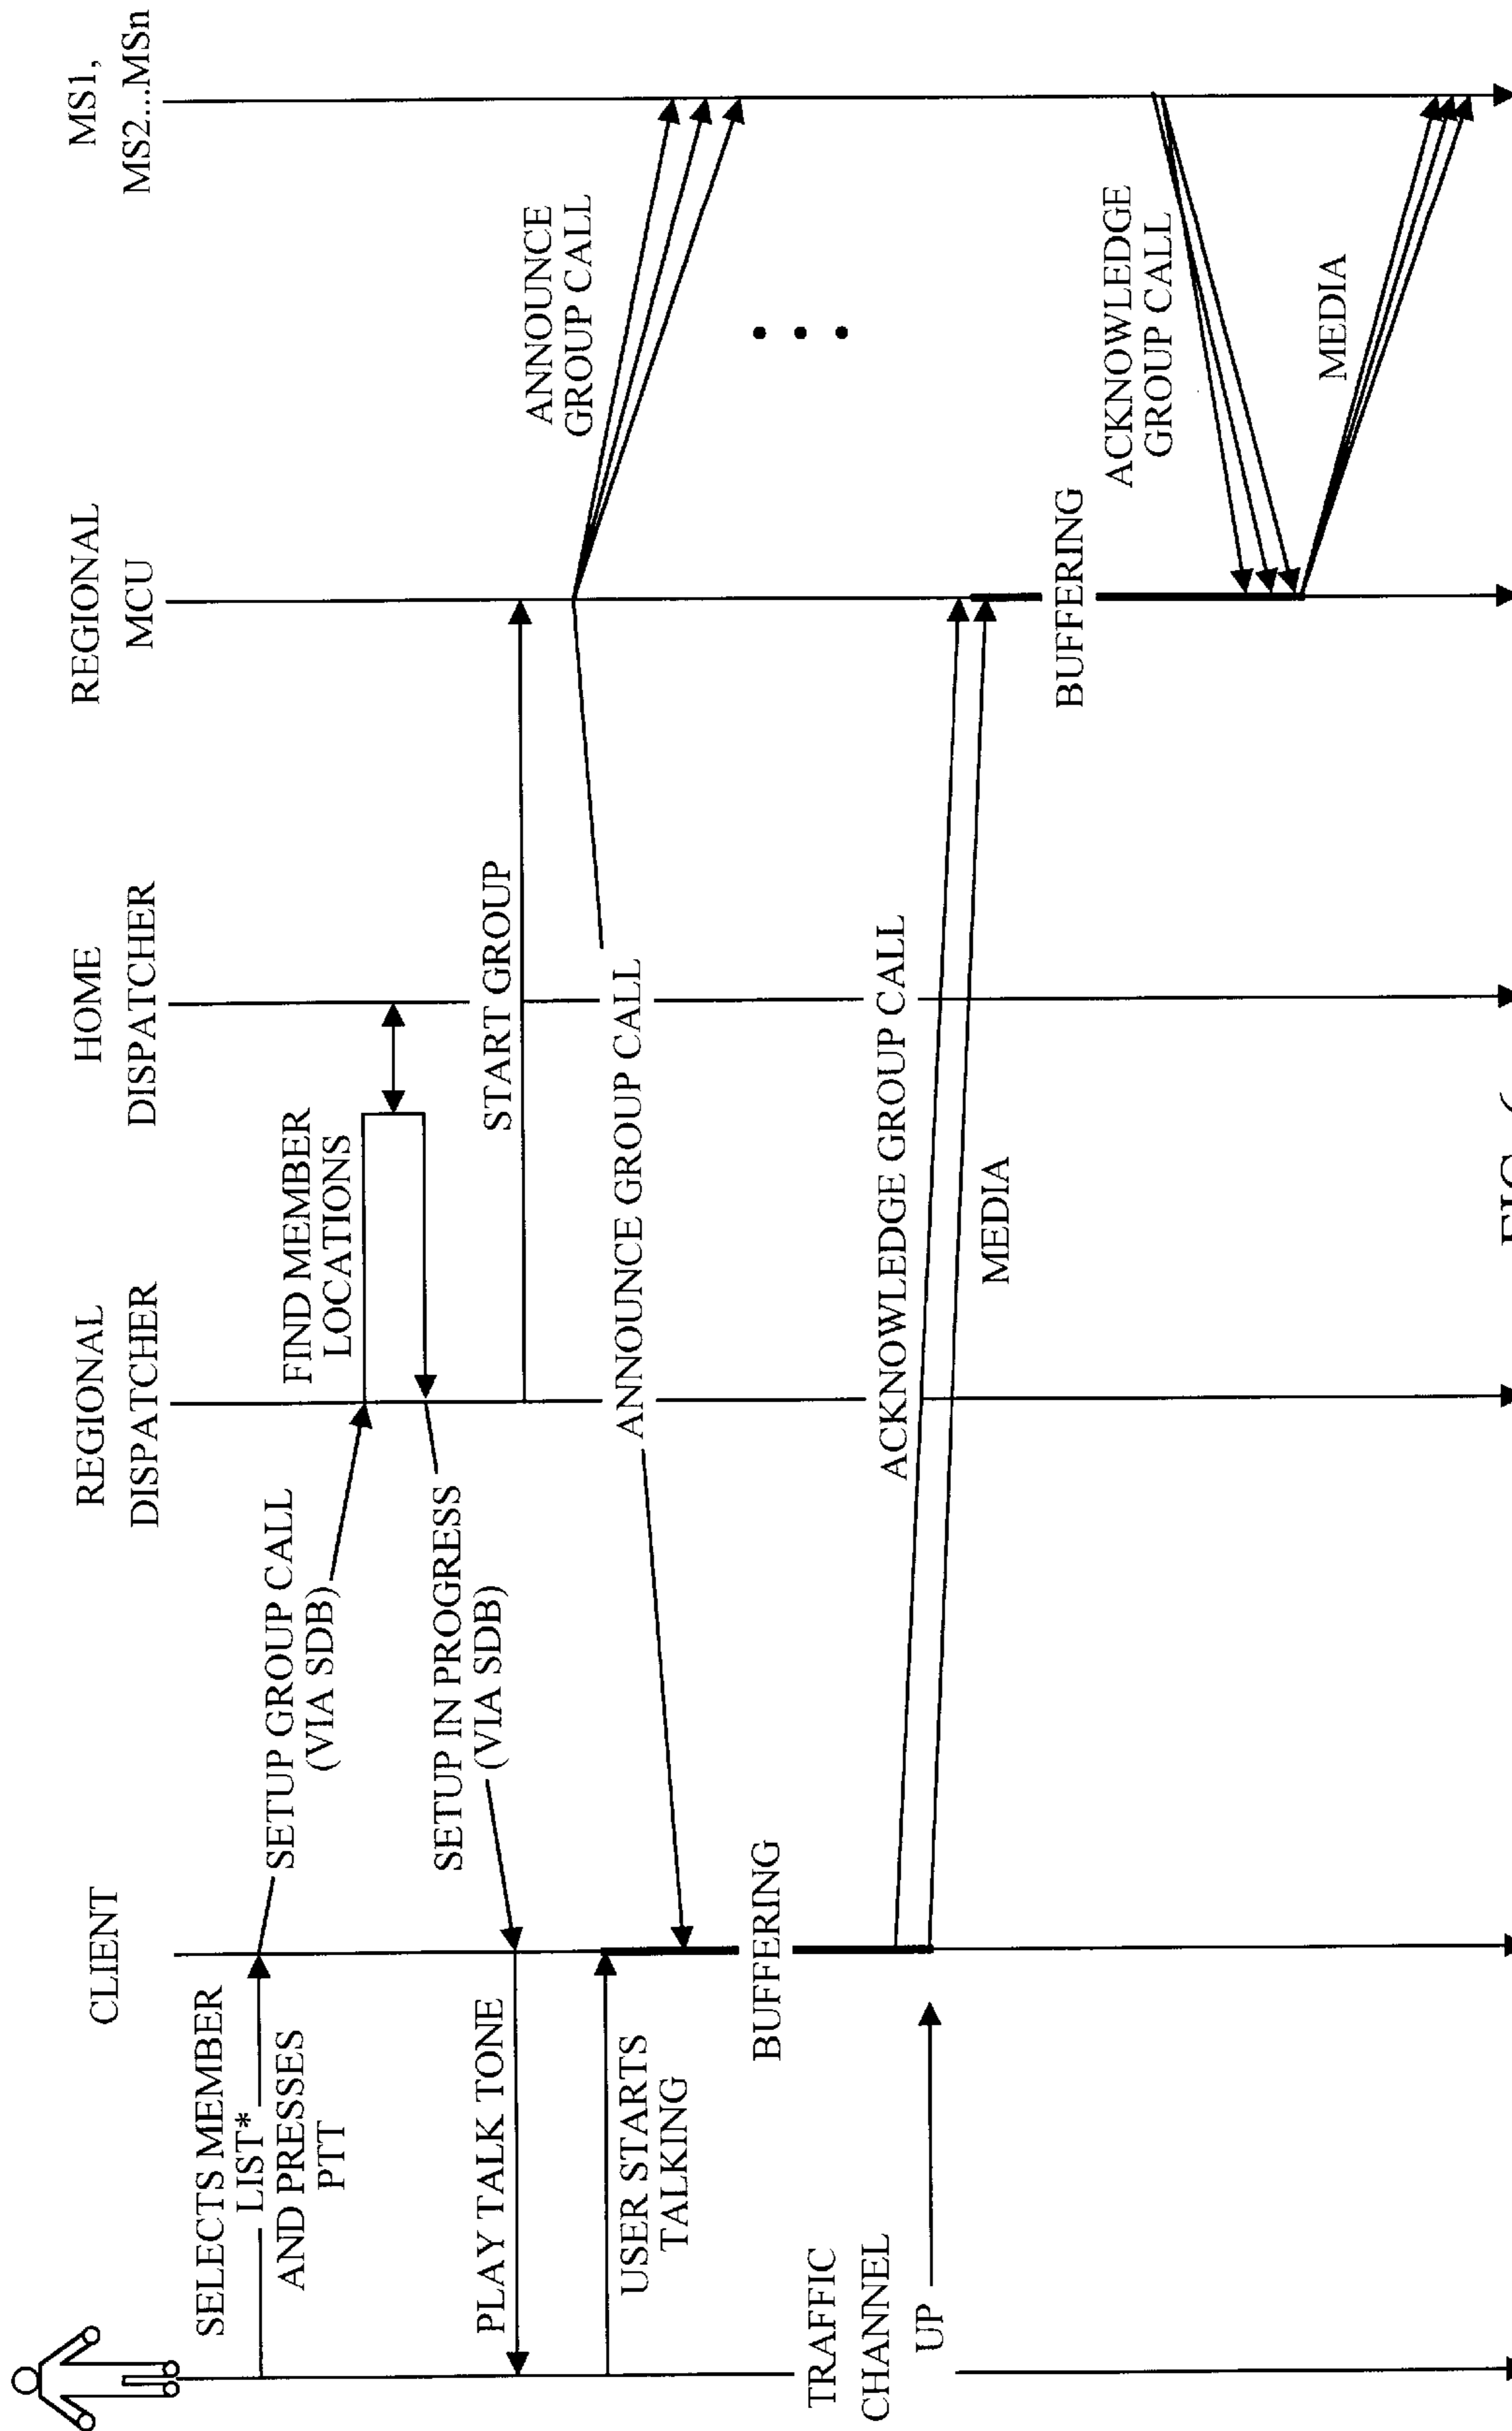 CLIENT
REGIONAL
DISPATCHER
HOME
DISPATCHER
REGIONAL
MCU
MS1,
MS2...MSn
SELECTS MEMBER
LIST*
AND PRESSES
PTT
SETUP GROUP CALL
(VIA SDB)
FIND MEMBER
LOCATIONS
SETUP IN PROGRESS
(VIA SDB)
PLAY TALK TONE
START GROUP
ANNOUNCE
GROUP CALL
USER STARTS
TALKING
ANNOUNCE GROUP CALL
BUFFERING
TRAFFIC
CHANNEL
UP
ACKNOWLEDGE GROUP CALL
MEDIA
BUFFERING
ACKNOWLEDGE
GROUP CALL
MEDIA